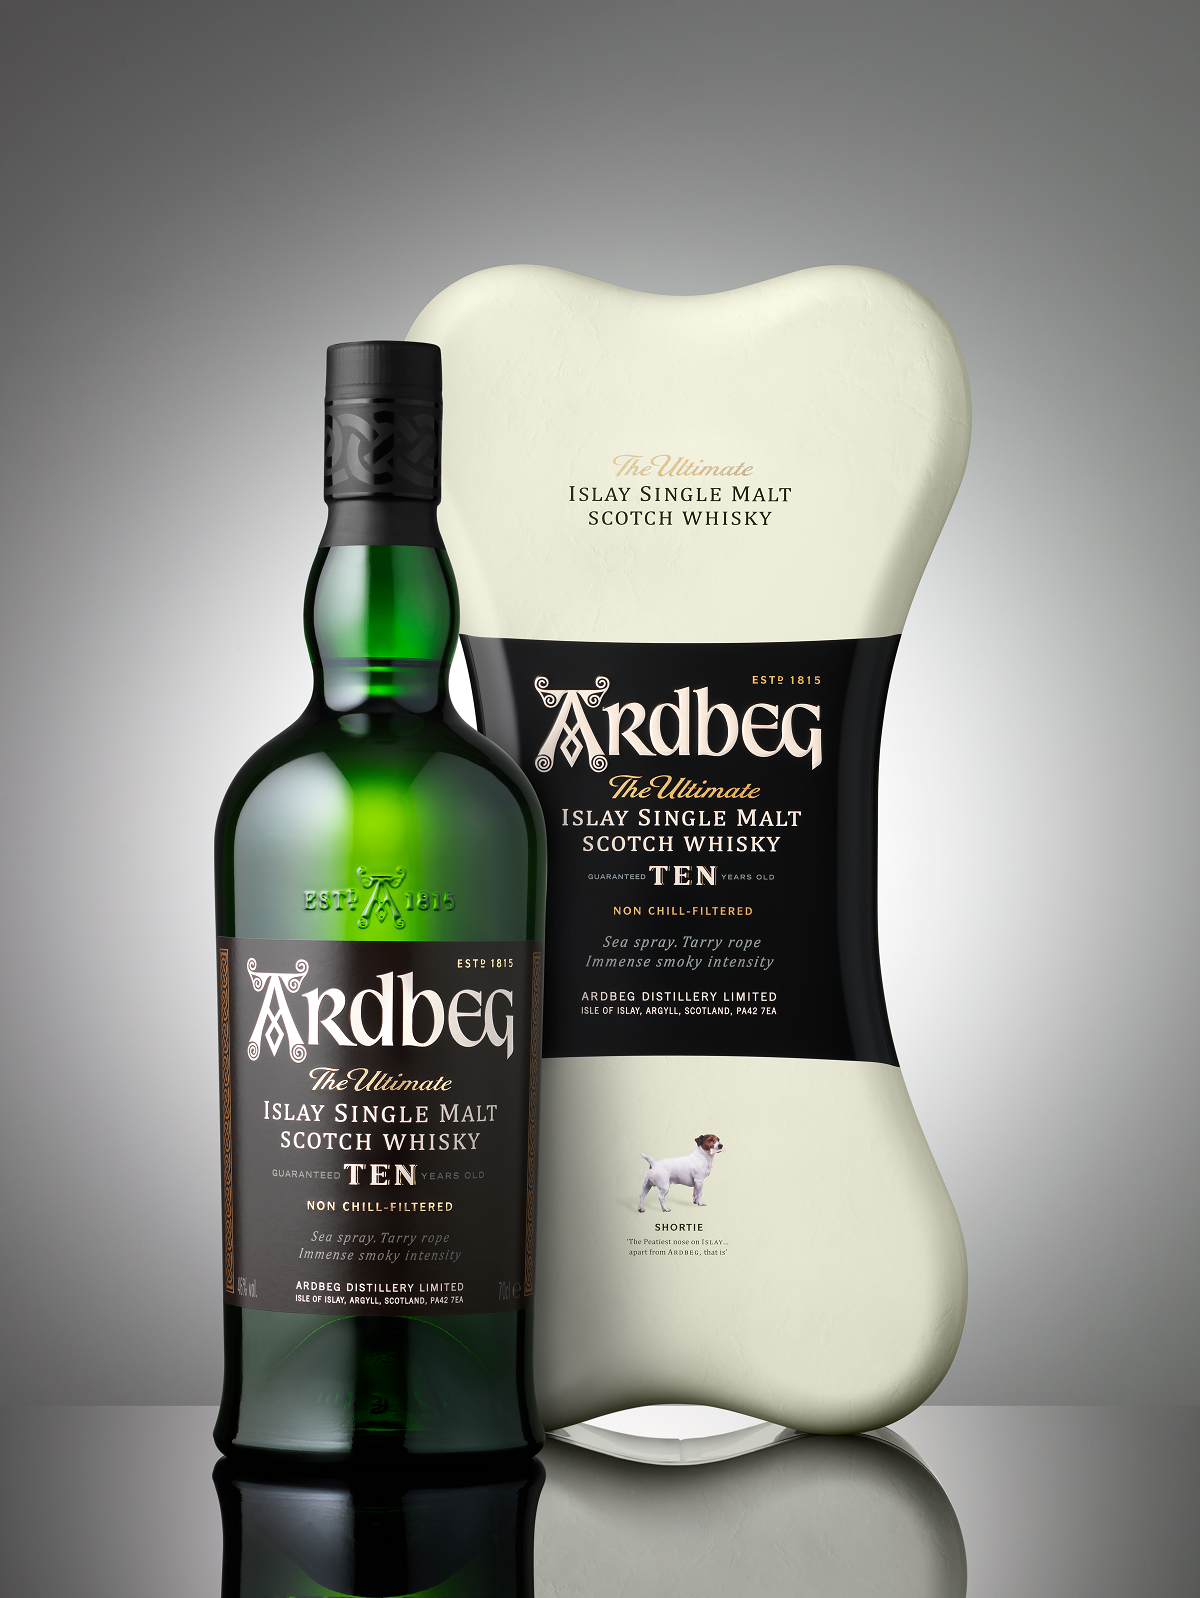 The Ultimate
ISLAY SINGLE MALT
SCOTCH WHISKY
ESTD 1815
ARDBEG
The Ultimate
ISLAY SINGLE MALT
SCOTCH WHISKY
GUARANTEED TEN YEARS OLD
NON CHILL-FILTERED
Sea spray. Tarry rope
Immense smoky intensity
ARDBEG DISTILLERY LIMITED
ISLE OF ISLAY, ARGYLL, SCOTLAND, PA42 7EA
SHORTIE
'The Peatiest nose on ISLAY...
apart from ARDBEG, that is'
ESTD A 1815
ESTD 1815
ARDBEG
The Ultimate
ISLAY SINGLE MALT
SCOTCH WHISKY
GUARANTEED TEN YEARS OLD
NON CHILL-FILTERED
Sea spray. Tarry rope
Immense smoky intensity
46% vol.
70cl e
ARDBEG DISTILLERY LIMITED
ISLE OF ISLAY, ARGYLL, SCOTLAND, PA42 7EA